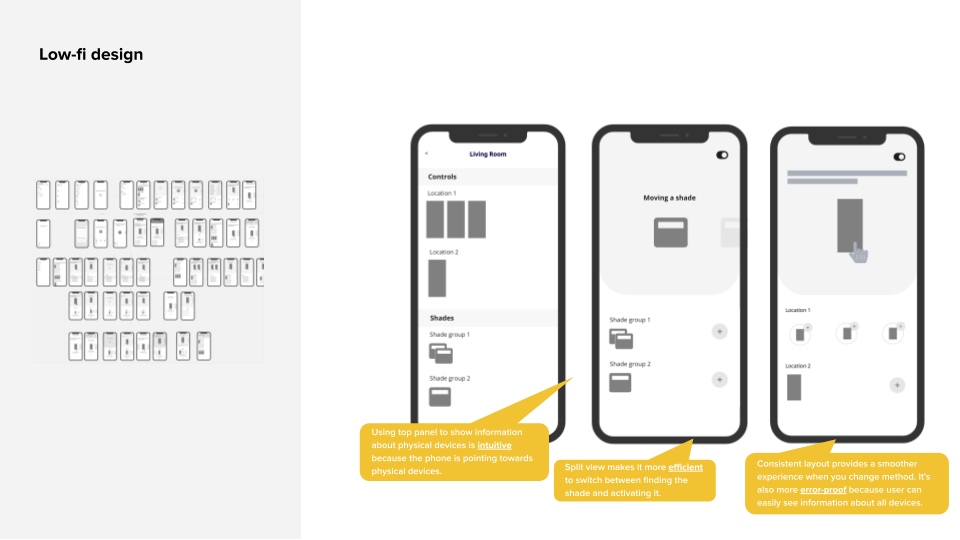 Low-fi design
Living Room
Controls
Location 1
Location 2
Shades
Shade group 1
Shade group 2
Moving a shade
Shade group 1
Shade group 2
Location 1
Location 2
Using top panel to show information
about physical devices is intuitive
because the phone is pointing towards
physical devices.
Split view makes it more efficient
to switch between finding the
shade and activating it.
Consistent layout provides a smoother
experience when you change method. It's
also more error-proof because user can
easily see information about all devices.